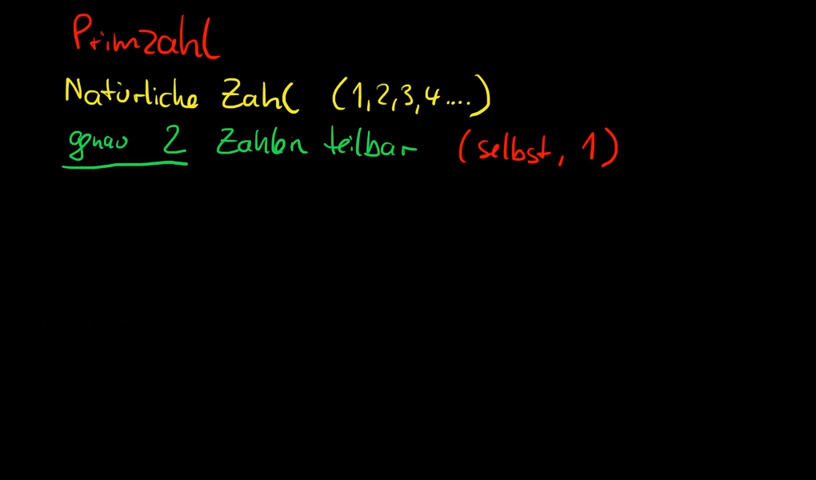 Primzahl
Natürliche Zahl (1,2,3,4....)
genau 2 Zahlen teilbar (selbst, 1)